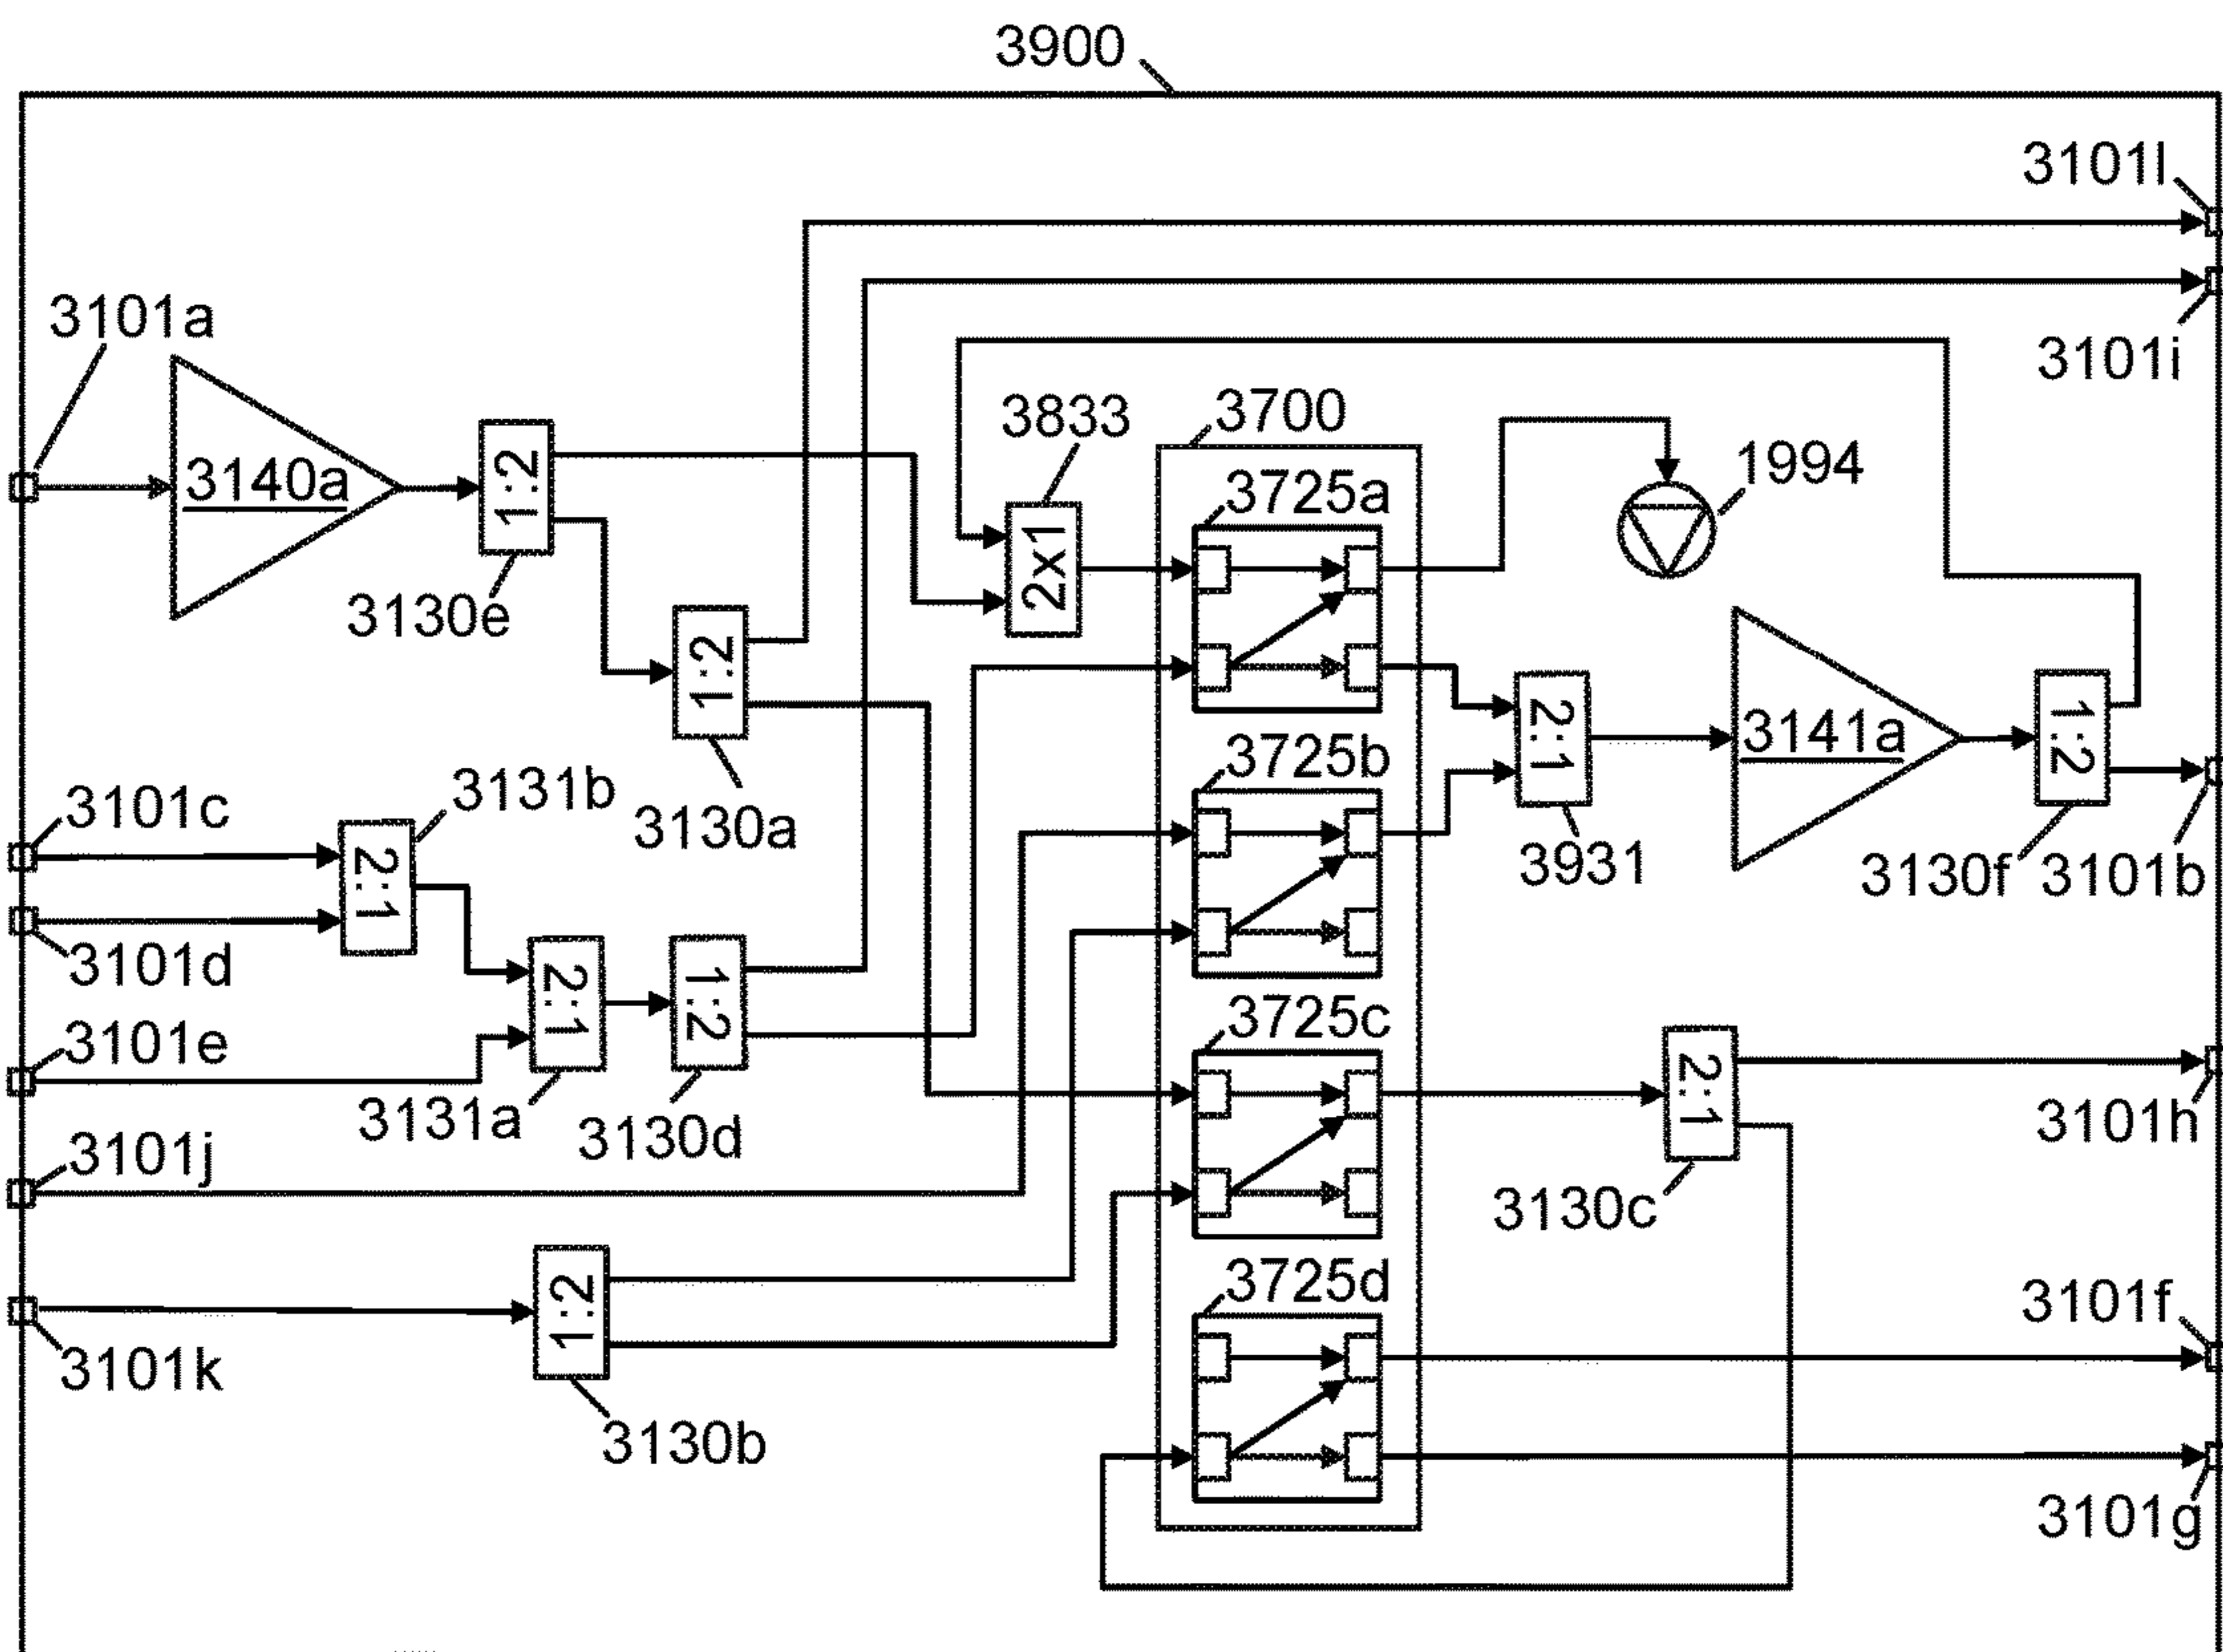 3900
3101l
3101i
3101a
3140a
1:2
3130e
3833
2x1
3700
3725a
1994
1:2
3130a
3725b
2:1
3931
3141a
1:2
3130f
3101b
3101c
3131b
2:1
3101d
3101e
2:1
3131a
1:2
3130d
3725c
2:1
3130c
3101h
3101j
3101k
1:2
3130b
3725d
3101f
3101g